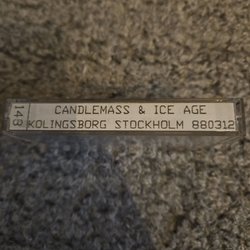 148
CANDLEMASS & ICE AGE
KOLINGSBORG STOCKHOLM 880312